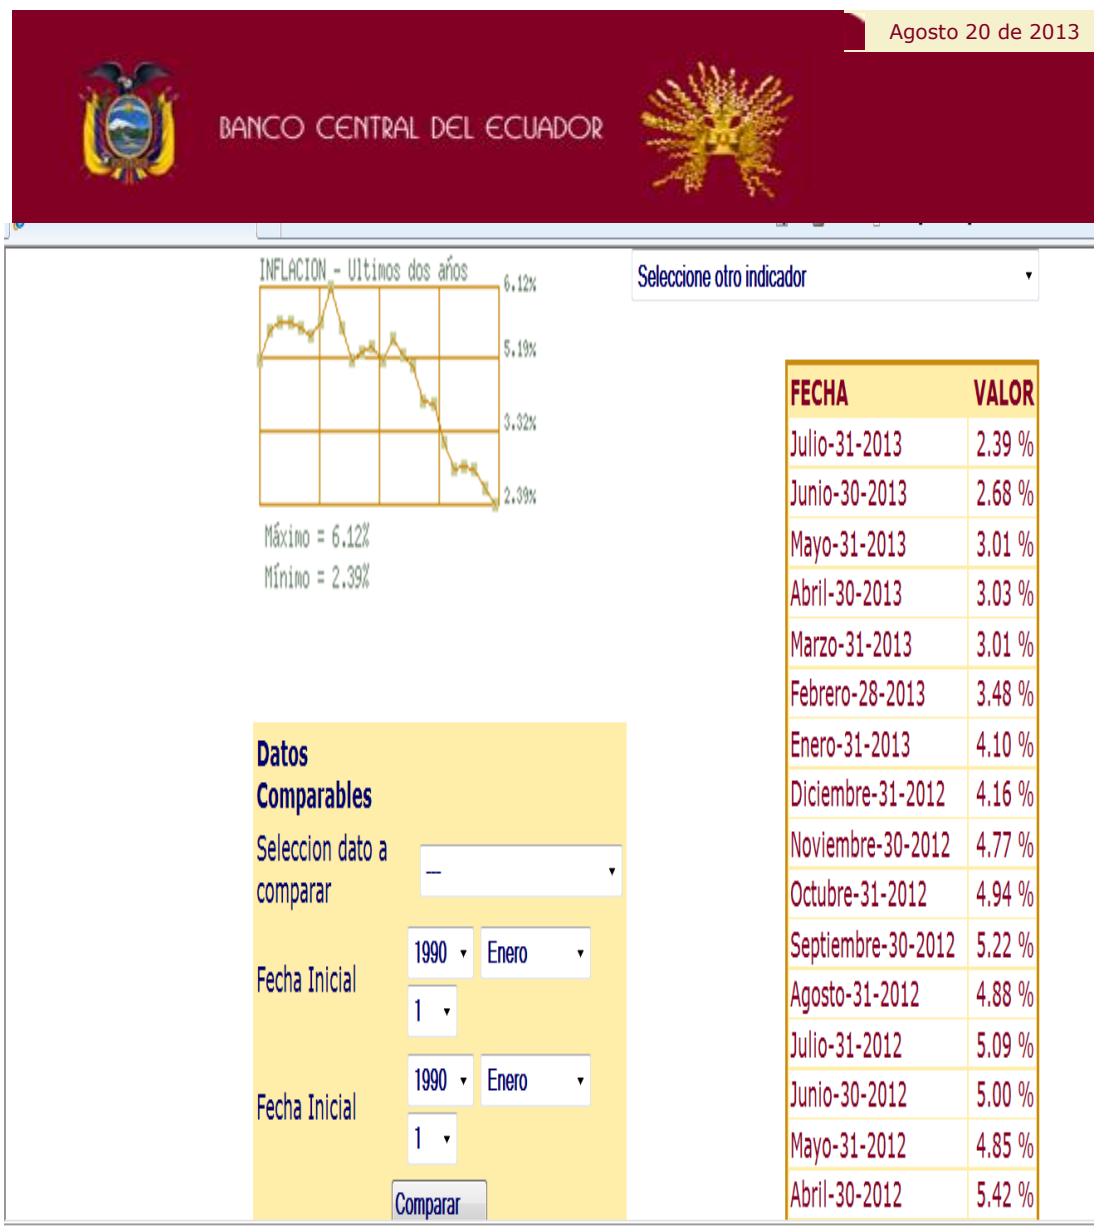 Agosto 20 de 2013
BANCO CENTRAL DEL ECUADOR
INFLACION - Ultimos dos años
6.12%
5.19%
3.32%
2.39%
Máximo = 6.12%
Mínimo = 2.39%
Seleccione otro indicador
FECHA VALOR
Julio-31-2013 2.39 %
Junio-30-2013 2.68 %
Mayo-31-2013 3.01 %
Abril-30-2013 3.03 %
Marzo-31-2013 3.01 %
Febrero-28-2013 3.48 %
Enero-31-2013 4.10 %
Diciembre-31-2012 4.16 %
Noviembre-30-2012 4.77 %
Octubre-31-2012 4.94 %
Septiembre-30-2012 5.22 %
Agosto-31-2012 4.88 %
Julio-31-2012 5.09 %
Junio-30-2012 5.00 %
Mayo-31-2012 4.85 %
Abril-30-2012 5.42 %
Datos
Comparables
Seleccion dato a
comparar
---
Fecha Inicial
1990 Enero
1
Fecha Inicial
1990 Enero
1
Comparar